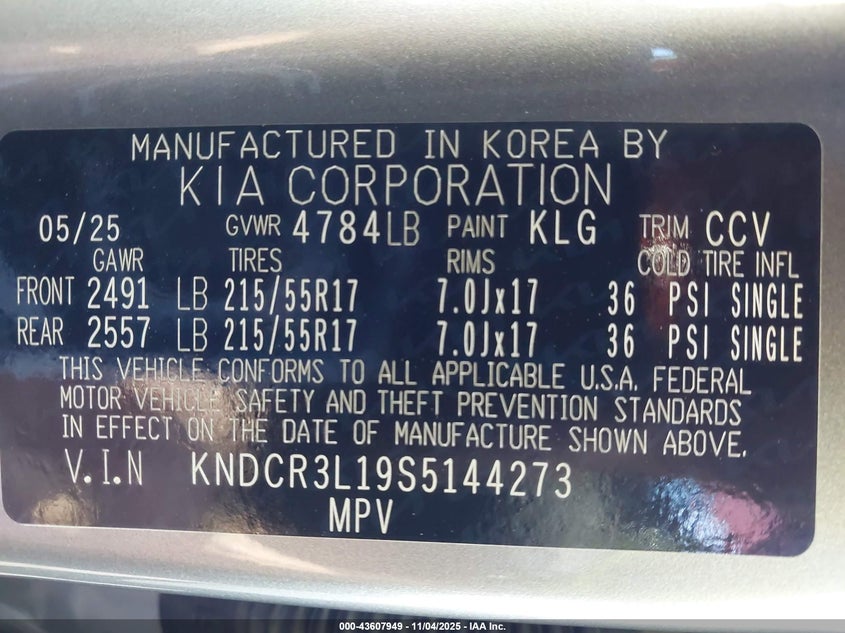 MANUFACTURED IN KOREA BY
KIA CORPORATION
05/25 GVWR 4784LB PAINT KLG TRIM CCV
GAWR TIRES RIMS COLD TIRE INFL
FRONT 2491 LB 215/55R17 7.0Jx17 36 PSI SINGLE
REAR 2557 LB 215/55R17 7.0Jx17 36 PSI SINGLE
THIS VEHICLE CONFORMS TO ALL APPLICABLE U.S.A. FEDERAL
MOTOR VEHICLE SAFETY AND THEFT PREVENTION STANDARDS
IN EFFECT ON THE DATE OF MANUFACTURE SHOWN ABOVE.
V.I.N KNDCR3L19S5144273
MPV
000-43607949 - 11/04/2025 - IAA Inc.